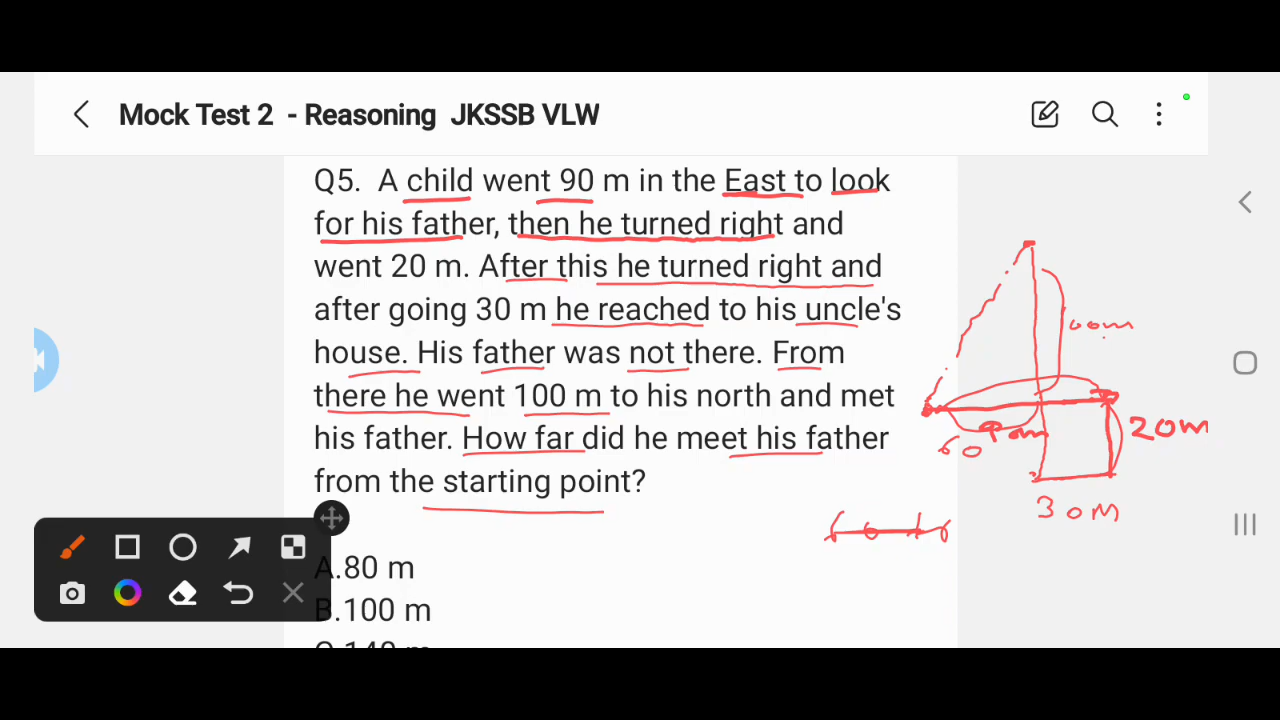 Mock Test 2 - Reasoning JKSSB VLW
Q5. A child went 90 m in the East to look
for his father, then he turned right and
went 20 m. After this he turned right and
after going 30 m he reached to his uncle's
house. His father was not there. From
there he went 100 m to his north and met
his father. How far did he meet his father
from the starting point?
A.80 m
B.100 m
00m
90m
60
20m
30M